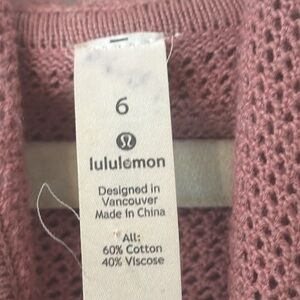 6
lululemon
Designed in
Vancouver
Made In China
All:
60% Cotton
40% Viscose